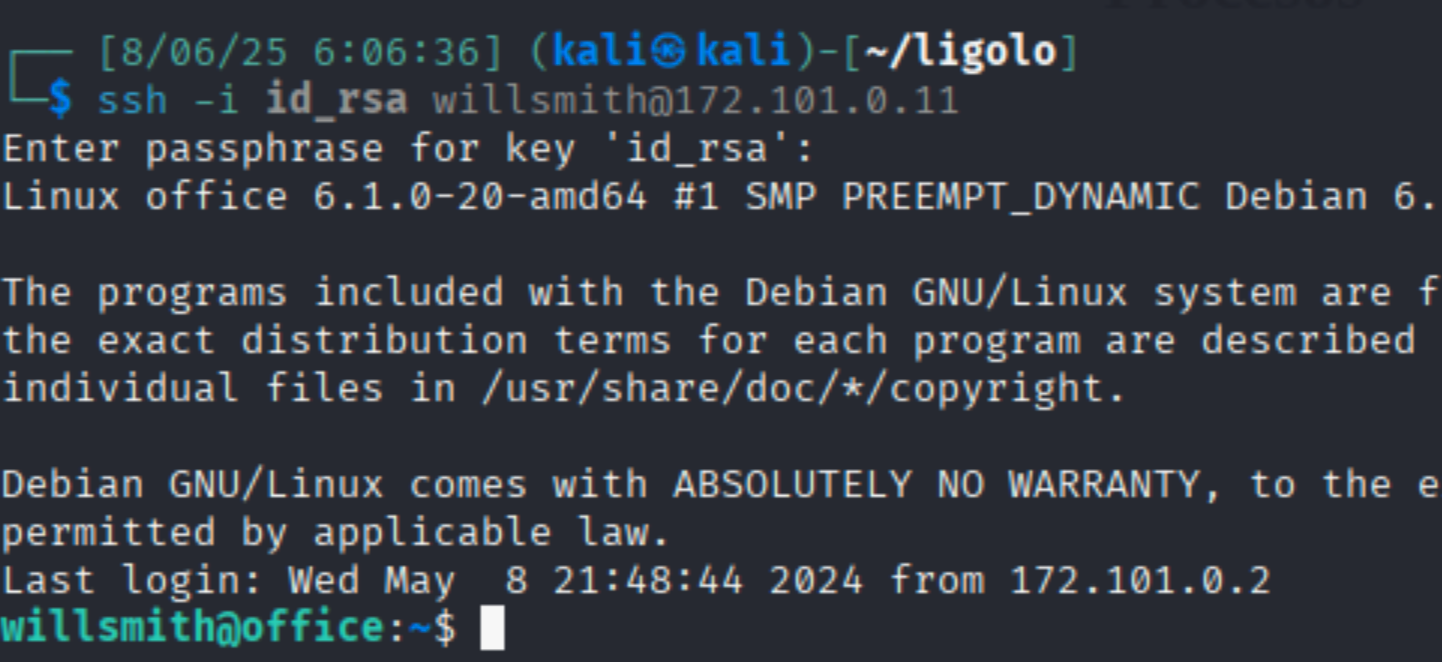 [8/06/25 6:06:36] (kali㉿kali)-[~/ligolo]
$ ssh -i id_rsa willsmith@172.101.0.11
Enter passphrase for key 'id_rsa':
Linux office 6.1.0-20-amd64 #1 SMP PREEMPT_DYNAMIC Debian 6.
The programs included with the Debian GNU/Linux system are f
the exact distribution terms for each program are described
individual files in /usr/share/doc/*/copyright.
Debian GNU/Linux comes with ABSOLUTELY NO WARRANTY, to the e
permitted by applicable law.
Last login: Wed May  8 21:48:44 2024 from 172.101.0.2
willsmith@office:~$